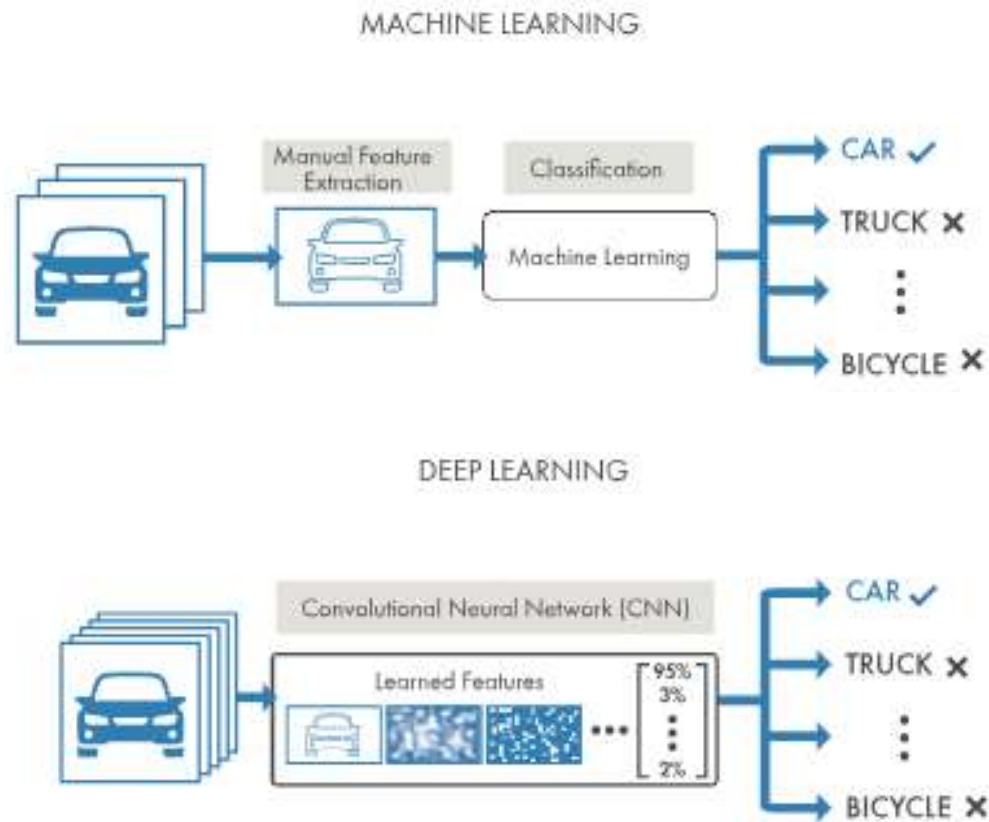 MACHINE LEARNING
Manual Feature
Extraction
Classification
Machine Learning
CAR
TRUCK
BICYCLE
DEEP LEARNING
Convolutional Neural Network (CNN)
Learned Features
95%
3%
2%
CAR
TRUCK
BICYCLE